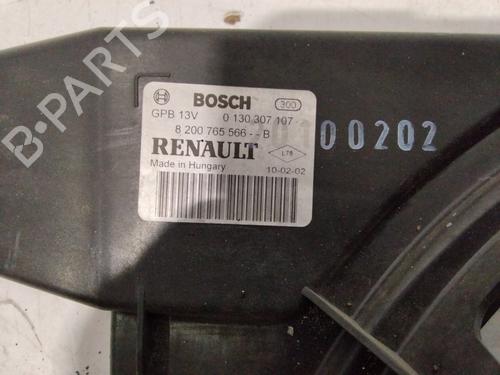 BOSCH
300
GPB 13V 0 130 307 107
8 200 765 566 - - B
RENAULT
L78
Made in Hungary
10-02-02
00202
B-PARTS